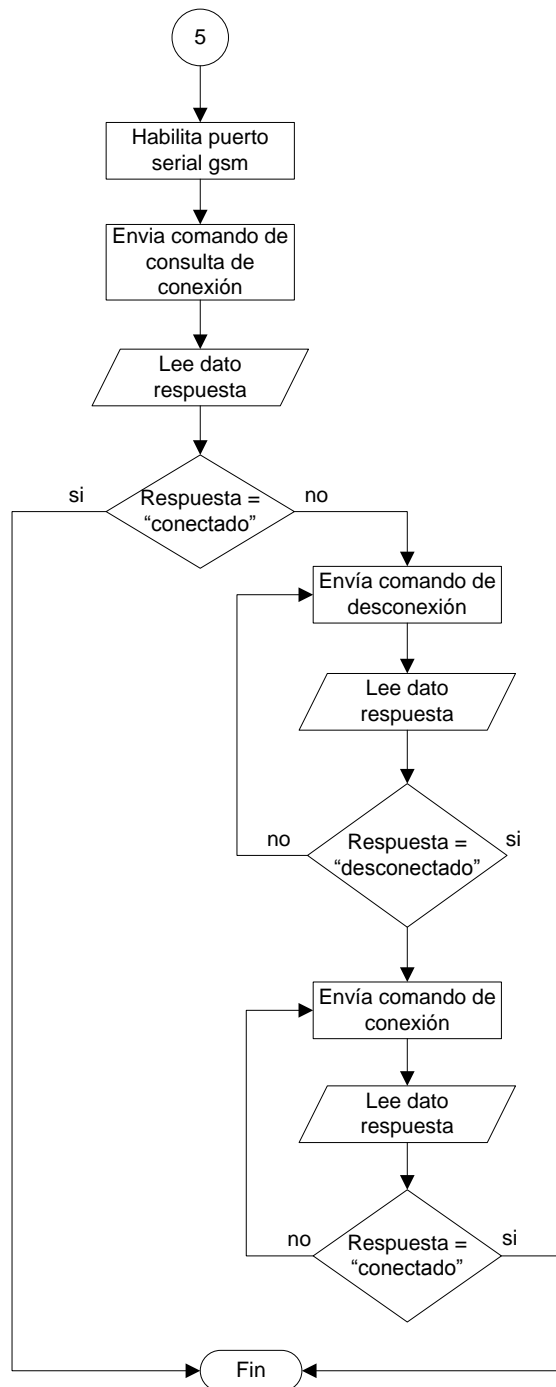 5
Habilita puerto
serial gsm
Envia comando de
consulta de
conexión
Lee dato
respuesta
si
Respuesta =
“conectado”
no
Envía comando de
desconexión
Lee dato
respuesta
no
Respuesta =
“desconectado”
si
Envía comando de
conexión
Lee dato
respuesta
no
Respuesta =
“conectado”
si
Fin